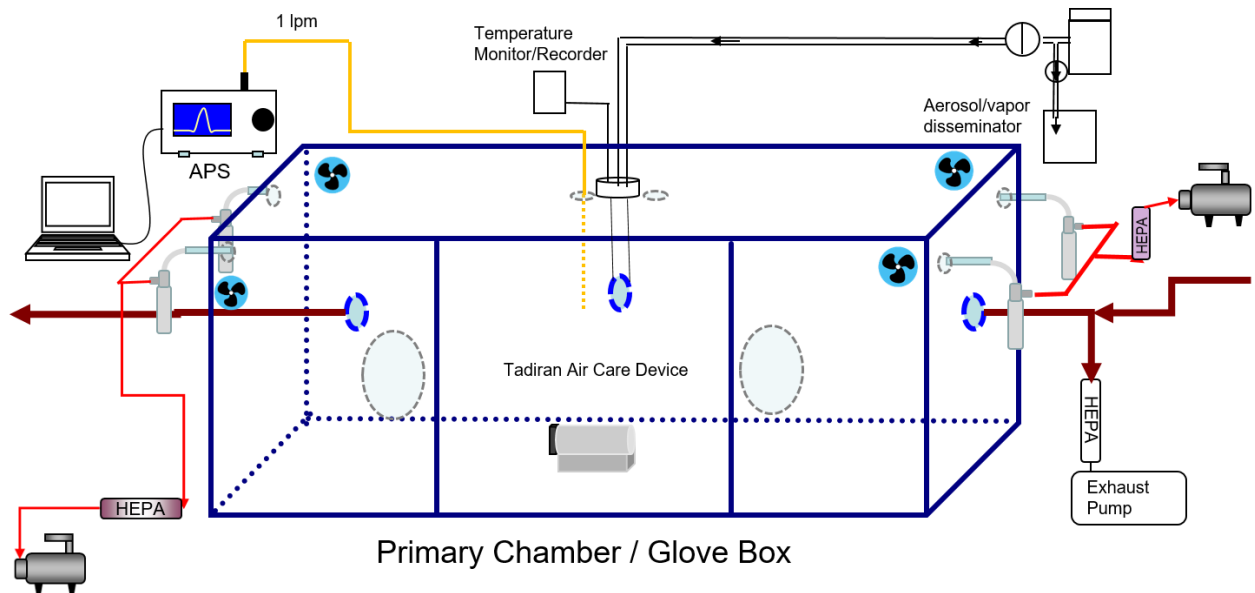 1 lpm
Temperature
Monitor/Recorder
Aerosol/vapor
disseminator
APS
HEPA
Tadiran Air Care Device
HEPA
HEPA
Exhaust
Pump
Primary Chamber / Glove Box